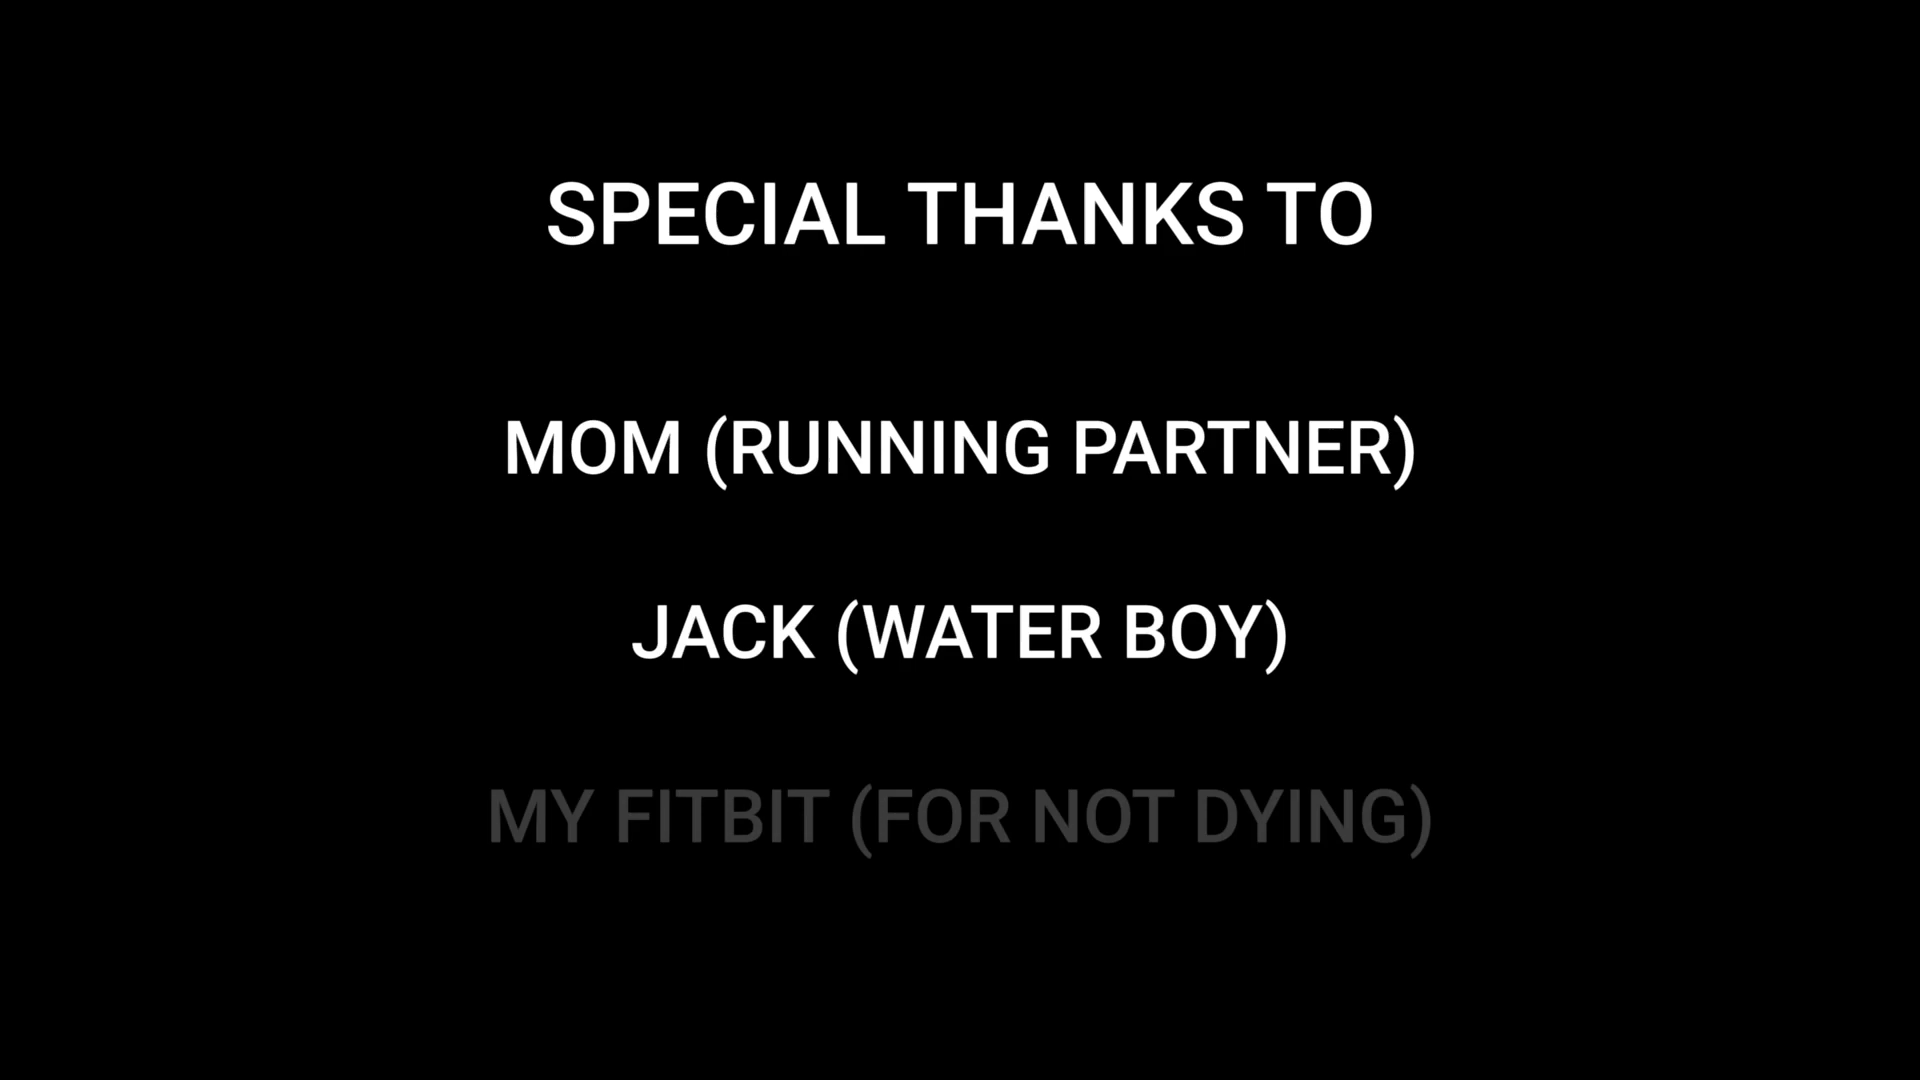 SPECIAL THANKS TO
MOM (RUNNING PARTNER)
JACK (WATER BOY)
MY FITBIT (FOR NOT DYING)